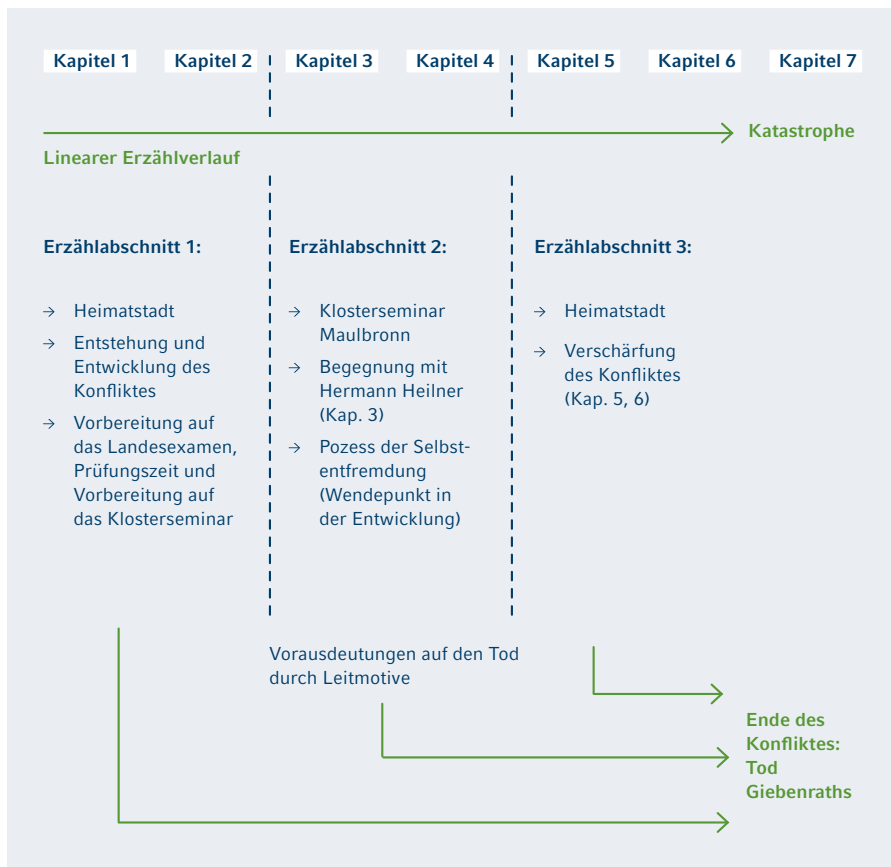 Kapitel 1 Kapitel 2 Kapitel 3 Kapitel 4 Kapitel 5 Kapitel 6 Kapitel 7
Katastrophe
Linearer Erzählverlauf
Erzählabschnitt 1:
→ Heimatstadt
→ Entstehung und
Entwicklung des
Konfliktes
→ Vorbereitung auf
das Landesexamen,
Prüfungszeit und
Vorbereitung auf
das Klosterseminar
Erzählabschnitt 2:
→ Klosterseminar
Maulbronn
→ Begegnung mit
Hermann Heilner
(Kap. 3)
→ Pozess der Selbst-
entfremdung
(Wendepunkt in
der Entwicklung)
Erzählabschnitt 3:
→ Heimatstadt
→ Verschärfung
des Konfliktes
(Kap. 5, 6)
Vorausdeutungen auf den Tod
durch Leitmotive
Ende des
Konfliktes:
Tod
Giebenraths